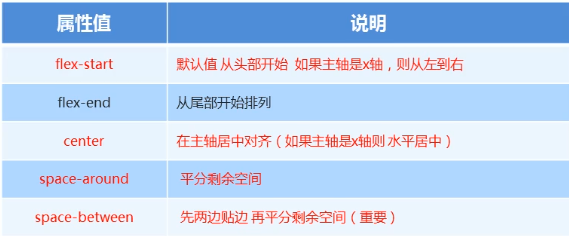 属性值 说明
flex-start 默认值 从头部开始 如果主轴是x轴，则从左到右
flex-end 从尾部开始排列
center 在主轴居中对齐（如果主轴是x轴则 水平居中）
space-around 平分剩余空间
space-between 先两边贴边 再平分剩余空间（重要）